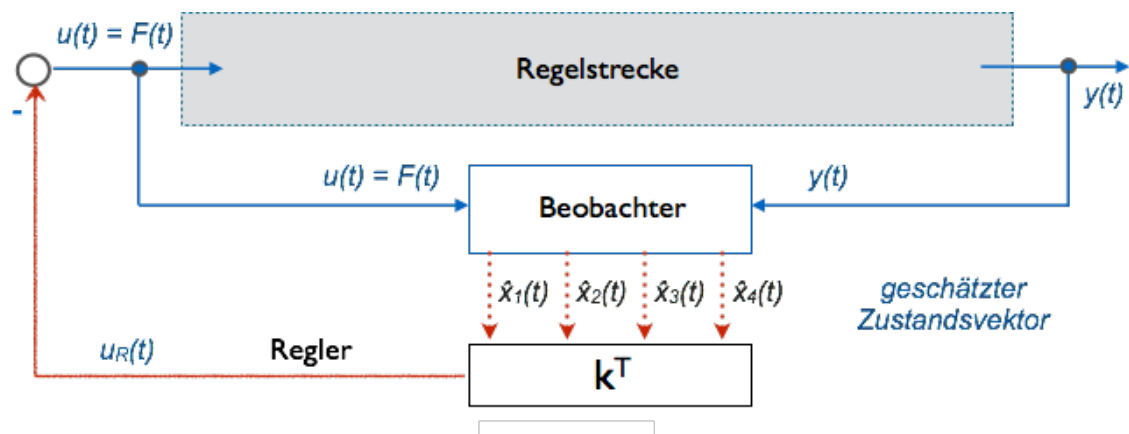 u(t) = F(t)
Regelstrecke
-
y(t)
u(t) = F(t)
y(t)
Beobachter
x̂₁(t)
x̂₂(t)
x̂₃(t)
x̂₄(t)
geschätzter
Zustandsvektor
u_R(t)
Regler
kᵀ